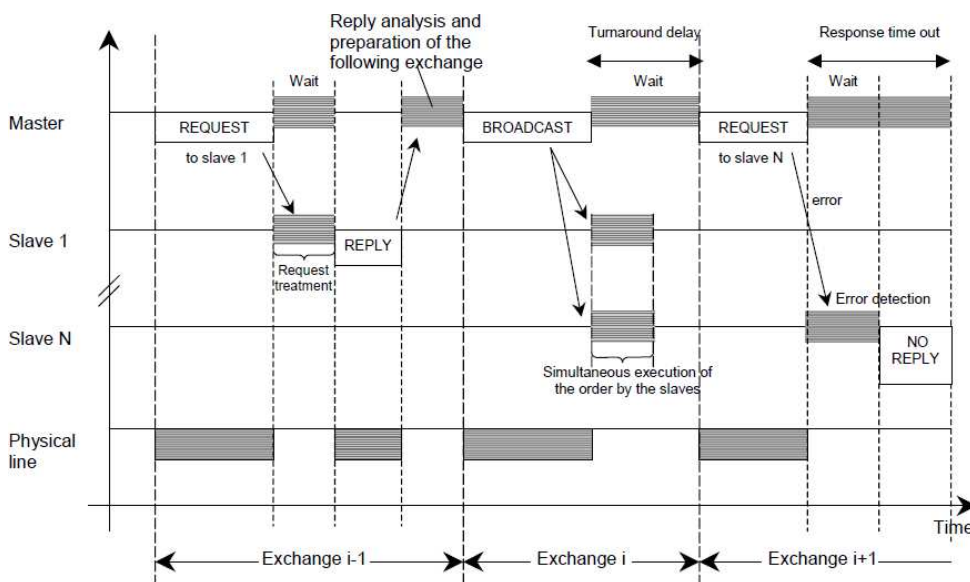 Reply analysis and
preparation of the
following exchange
Turnaround delay
Response time out
Wait
Wait
Wait
Master
REQUEST
BROADCAST
REQUEST
to slave 1
to slave N
error
Slave 1
REPLY
Request
treatment
Error detection
Slave N
NO
REPLY
Simultaneous execution of
the order by the slaves
Physical
line
Time
Exchange i-1
Exchange i
Exchange i+1